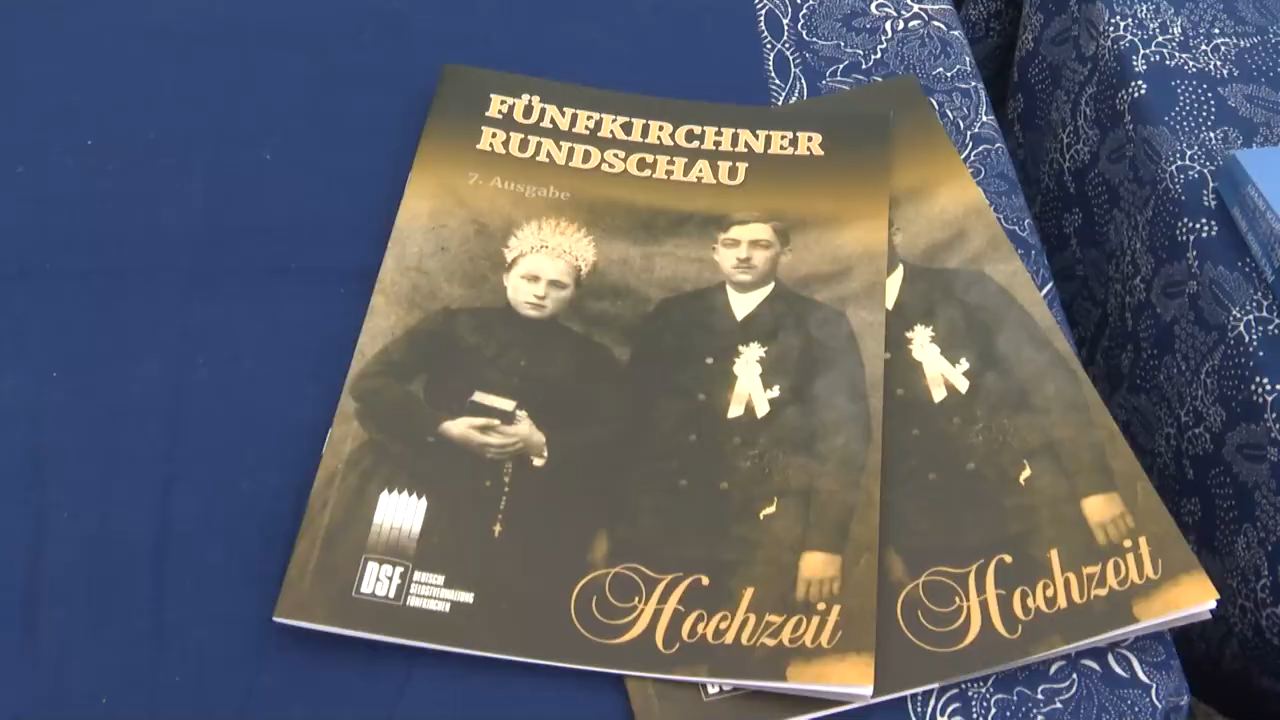 FÜNFKIRCHNER
RUNDSCHAU
7. Ausgabe
DSF
DEUTSCHE
SELBSTVERWALTUNG
FÜNFKIRCHEN
Hochzeit
Hochzeit